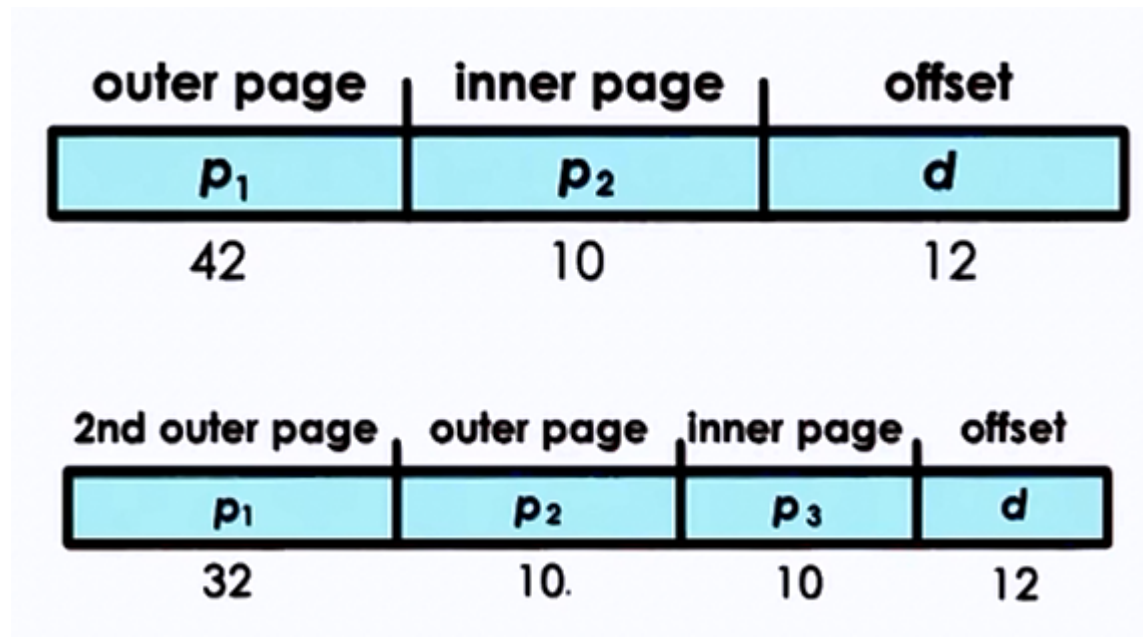 outer page inner page offset
p₁ p₂ d
42 10 12
2nd outer page outer page inner page offset
p₁ p₂ p₃ d
32 10. 10 12